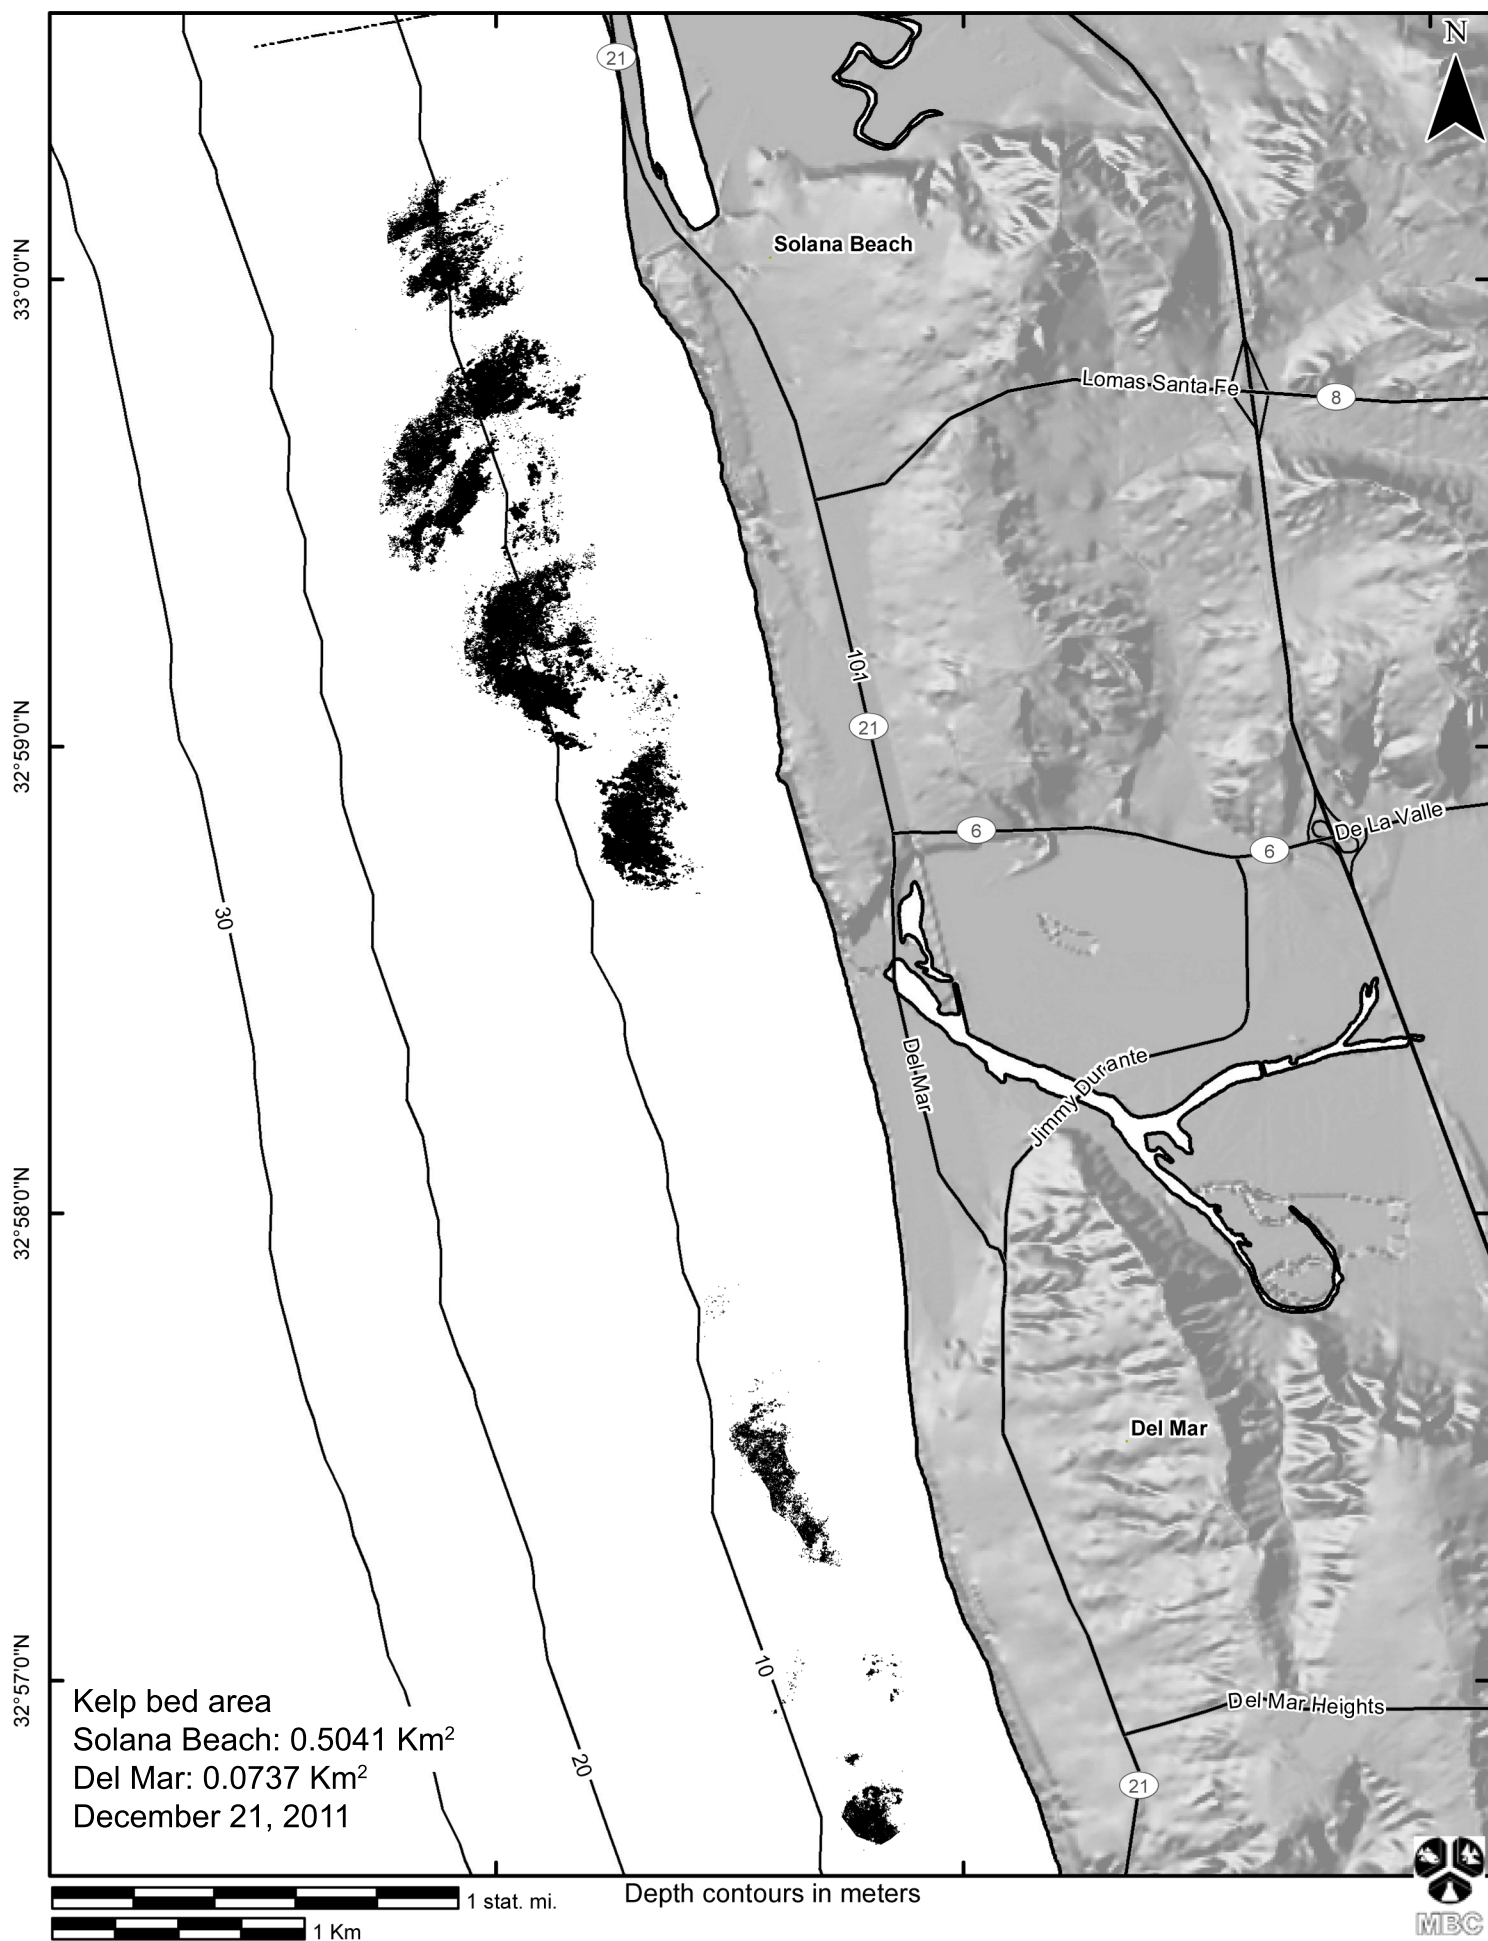 N
21
Solana Beach
33°0'0"N
Lomas Santa Fe
8
101
21
32°59'0"N
6
De La Valle
6
30
Del Mar
Jimmy Durante
32°58'0"N
Del Mar
10
32°57'0"N
Del Mar Heights
Kelp bed area
Solana Beach: 0.5041 Km²
Del Mar: 0.0737 Km²
December 21, 2011
20
21
1 stat. mi.
Depth contours in meters
1 Km
MBC